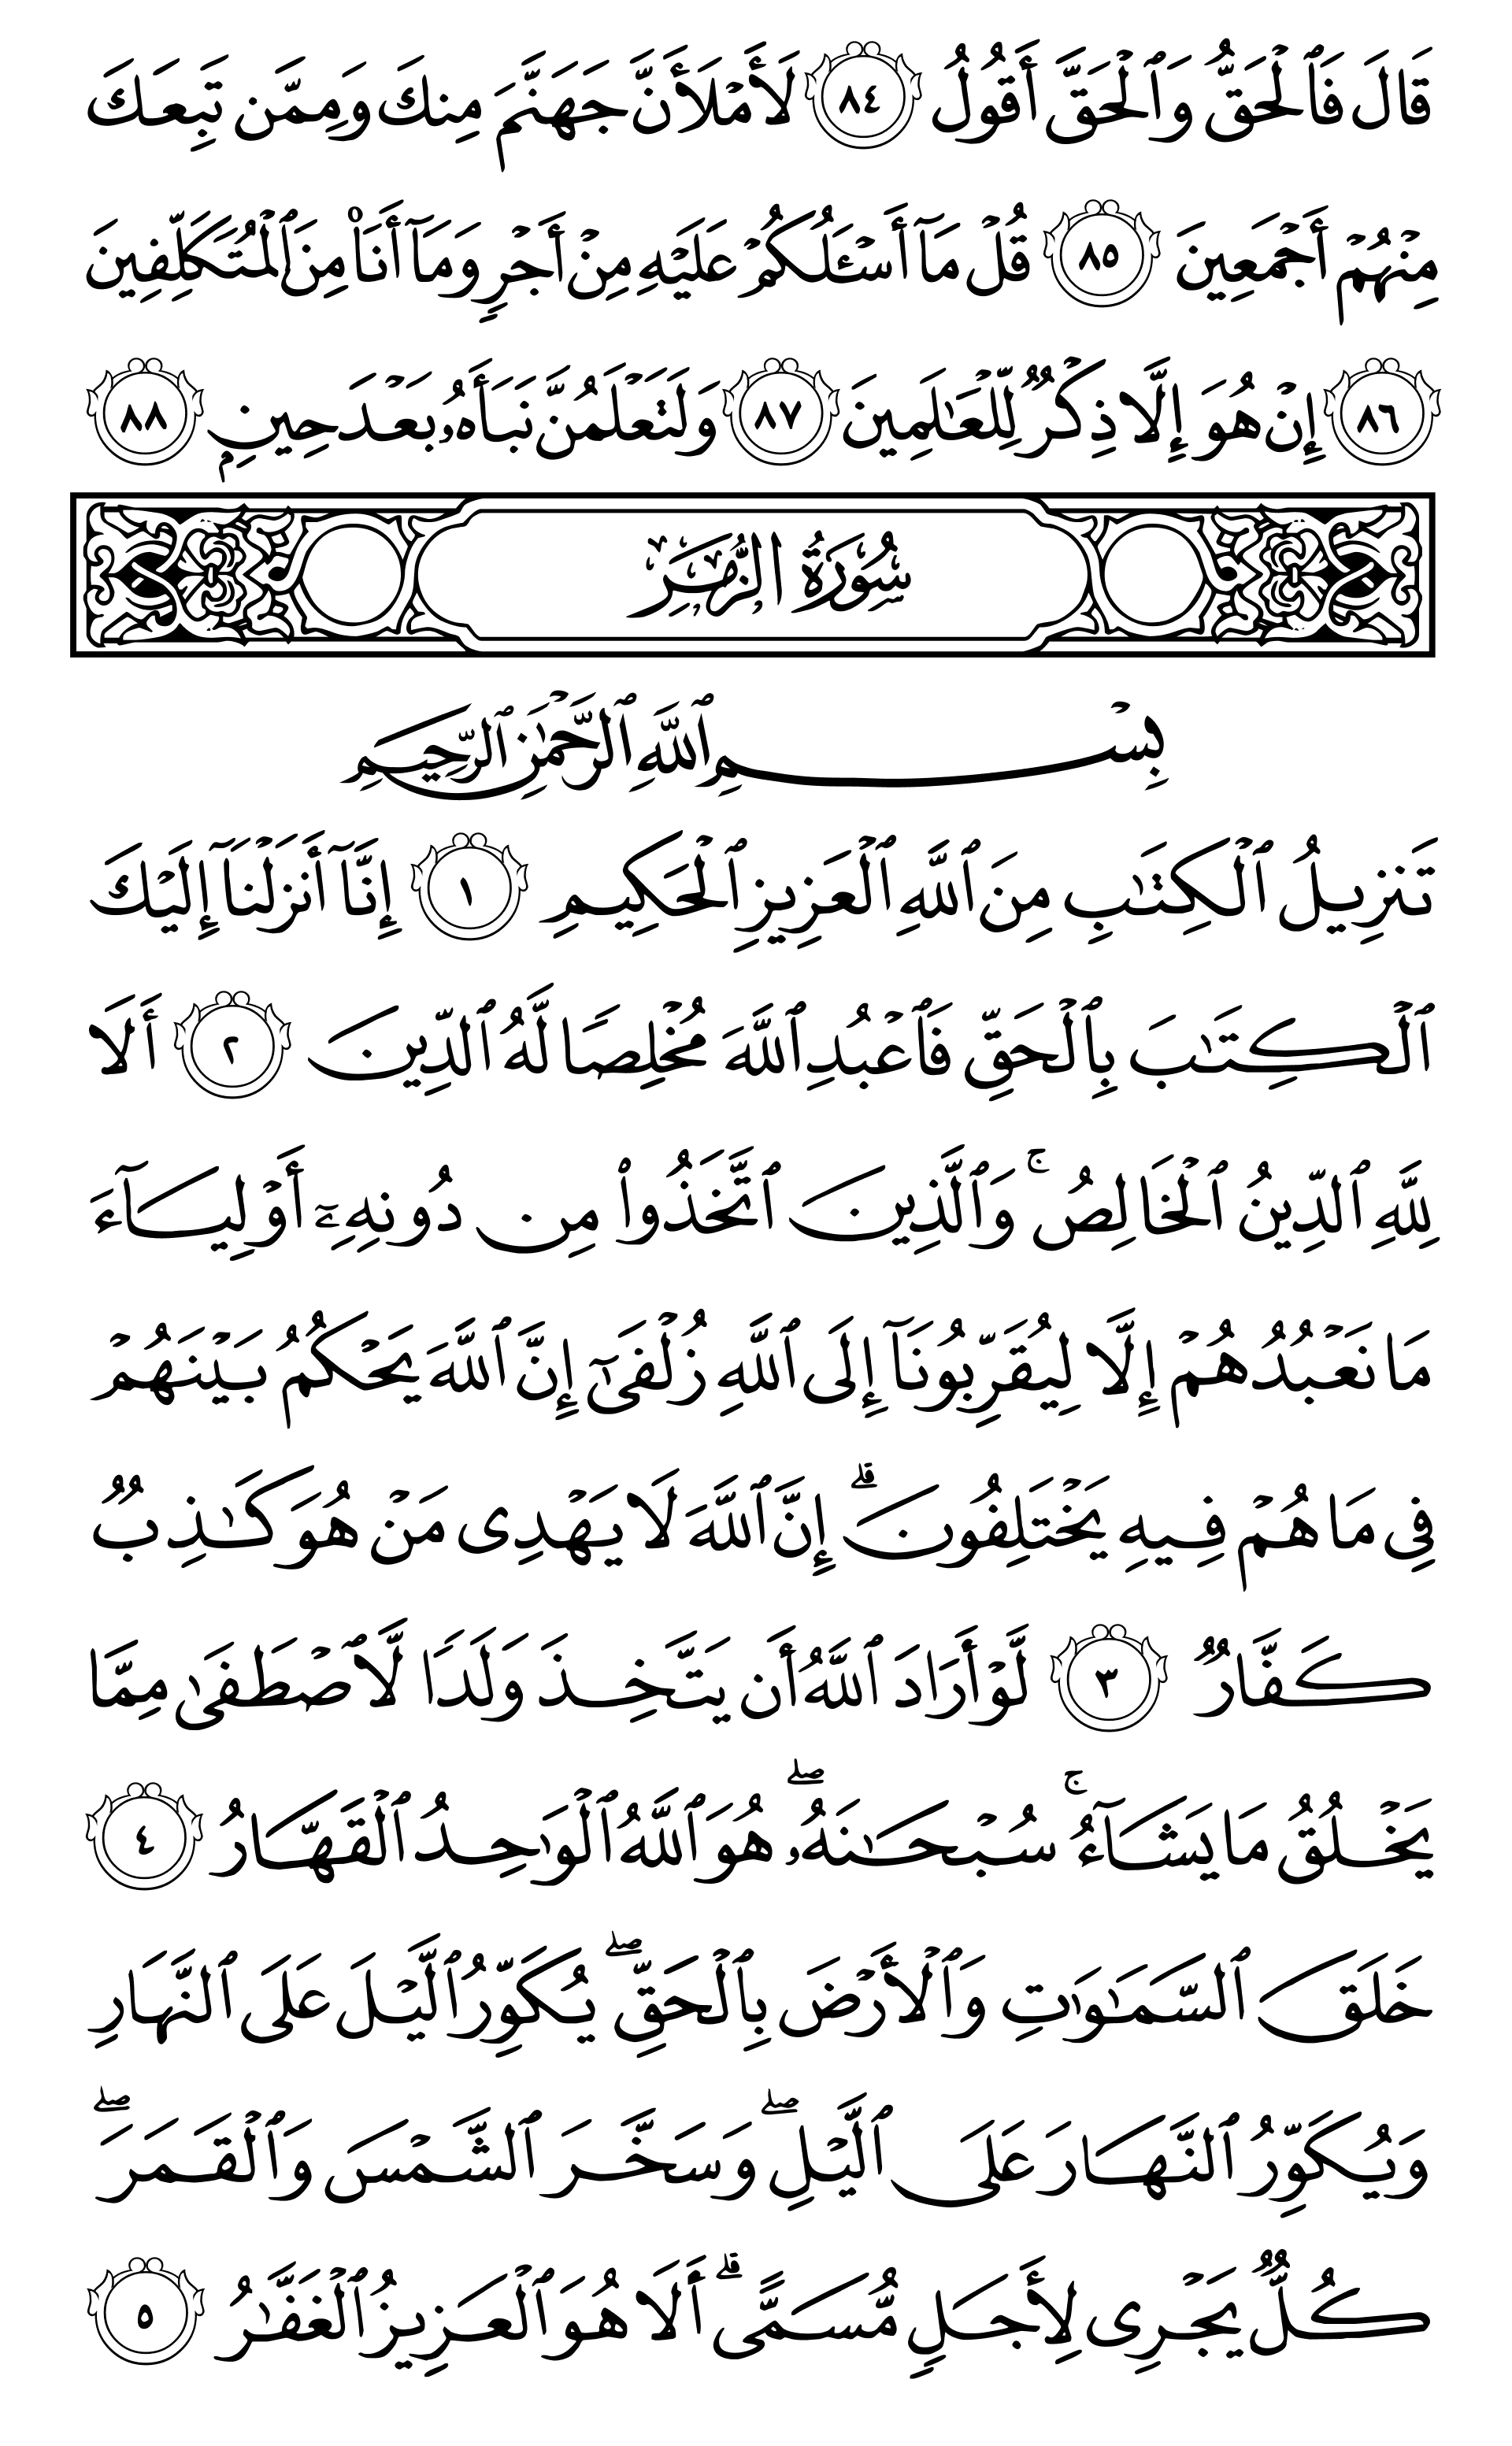 قَالَ فَٱلْحَقُّ وَٱلْحَقَّ أَقُولُ ٨٤ لَأَمْلَأَنَّ جَهَنَّمَ مِنكَ وَمِمَّن تَبِعَكَ
مِنْهُمْ أَجْمَعِينَ ٨٥ قُلْ مَآ أَسْـَٔلُكُمْ عَلَيْهِ مِنْ أَجْرٍ وَمَآ أَنَا۠ مِنَ ٱلْمُتَكَلِّفِينَ
٨٦ إِنْ هُوَ إِلَّا ذِكْرٌ لِّلْعَـٰلَمِينَ ٨٧ وَلَتَعْلَمُنَّ نَبَأَهُۥ بَعْدَ حِينٍۭ ٨٨
سُورَةُ الزُّمَرِ
بِسْمِ ٱللَّهِ ٱلرَّحْمَـٰنِ ٱلرَّحِيمِ
تَنزِيلُ ٱلْكِتَـٰبِ مِنَ ٱللَّهِ ٱلْعَزِيزِ ٱلْحَكِيمِ ١ إِنَّآ أَنزَلْنَآ إِلَيْكَ
ٱلْكِتَـٰبَ بِٱلْحَقِّ فَٱعْبُدِ ٱللَّهَ مُخْلِصًا لَّهُ ٱلدِّينَ ٢ أَلَا
لِلَّهِ ٱلدِّينُ ٱلْخَالِصُ ۚ وَٱلَّذِينَ ٱتَّخَذُوا۟ مِن دُونِهِۦٓ أَوْلِيَآءَ
مَا نَعْبُدُهُمْ إِلَّا لِيُقَرِّبُونَآ إِلَى ٱللَّهِ زُلْفَىٰٓ إِنَّ ٱللَّهَ يَحْكُمُ بَيْنَهُمْ
فِى مَا هُمْ فِيهِ يَخْتَلِفُونَ ۗ إِنَّ ٱللَّهَ لَا يَهْدِى مَنْ هُوَ كَـٰذِبٌ
كَفَّارٌ ٣ لَّوْ أَرَادَ ٱللَّهُ أَن يَتَّخِذَ وَلَدًا لَّٱصْطَفَىٰ مِمَّا
يَخْلُقُ مَا يَشَآءُ ۚ سُبْحَـٰنَهُۥ ۖ هُوَ ٱللَّهُ ٱلْوَٰحِدُ ٱلْقَهَّارُ ٤
خَلَقَ ٱلسَّمَـٰوَٰتِ وَٱلْأَرْضَ بِٱلْحَقِّ ۖ يُكَوِّرُ ٱلَّيْلَ عَلَى ٱلنَّهَارِ
وَيُكَوِّرُ ٱلنَّهَارَ عَلَى ٱلَّيْلِ ۖ وَسَخَّرَ ٱلشَّمْسَ وَٱلْقَمَرَ ۖ
كُلٌّ يَجْرِى لِأَجَلٍ مُّسَمًّى ۗ أَلَا هُوَ ٱلْعَزِيزُ ٱلْغَفَّـٰرُ ٥